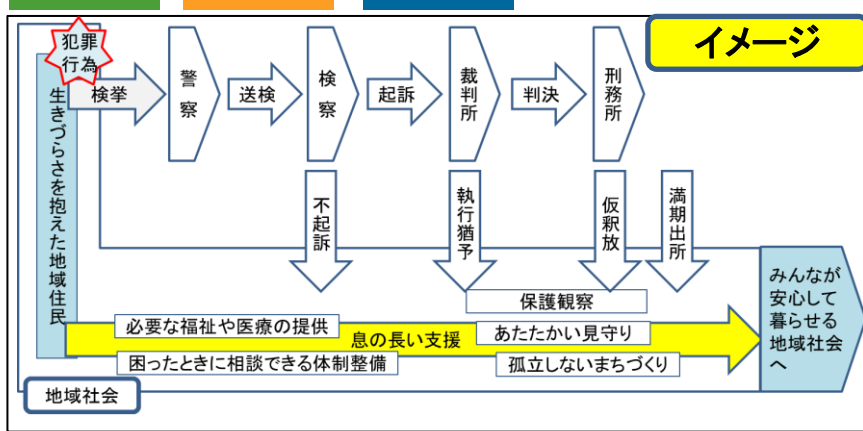 イメージ
犯罪
行為
検挙
警察
送検
検察
起訴
裁判所
判決
刑務所
生きづらさを抱えた地域住民
不起訴
執行猶予
仮釈放
満期出所
保護観察
必要な福祉や医療の提供
息の長い支援
あたたかい見守り
困ったときに相談できる体制整備
孤立しないまちづくり
みんなが
安心して
暮らせる
地域社会
へ
地域社会